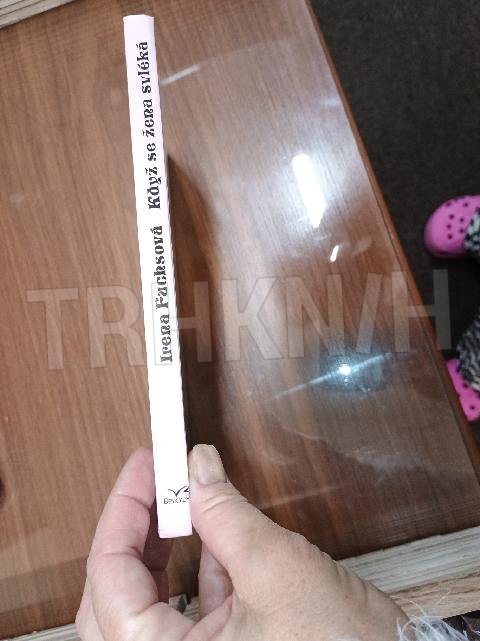 Irena Fuchsová Když se žena svléká
TRHKNIH